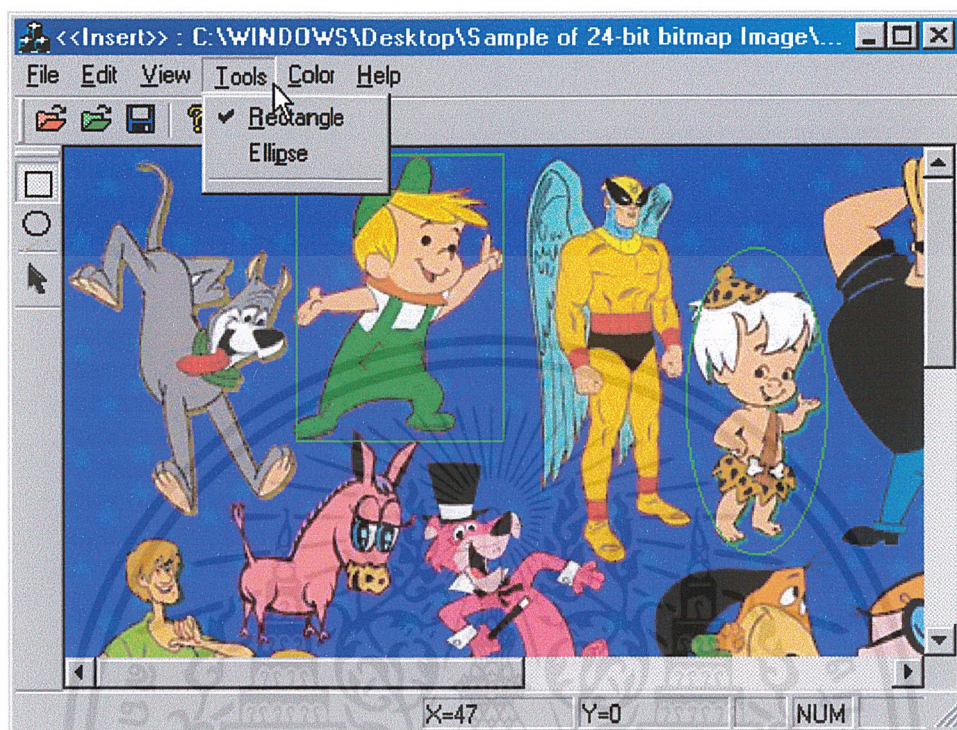 <<Insert>> : C:\WINDOWS\Desktop\Sample of 24-bit bitmap Image\...
File Edit View Tools Color Help
Rectangle
Ellipse
X=47 Y=0 NUM